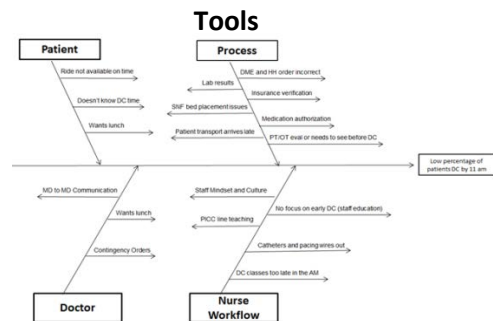 Tools
Patient
Process
Ride not available on time
Doesn't know DC time
Wants lunch
DME and HH order incorrect
Lab results
Insurance verification
SNF bed placement issues
Medication authorization
Patient transport arrives late
PT/OT eval or needs to see before DC
Low percentage of
patients DC by 11 am
MD to MD Communication
Wants lunch
Contingency Orders
Staff Mindset and Culture
No focus on early DC (staff education)
PICC line teaching
Catheters and pacing wires out
DC classes too late in the AM
Doctor
Nurse
Workflow